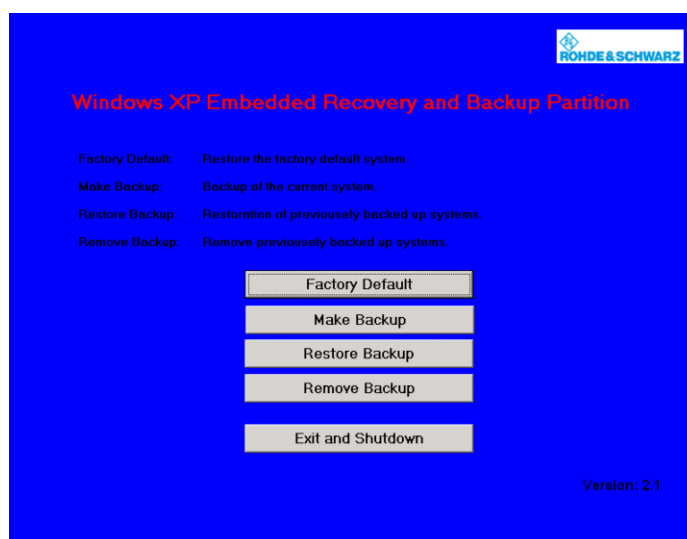 ROHDE & SCHWARZ
Windows XP Embedded Recovery and Backup Partition
Factory Default: Restore the factory default system.
Make Backup: Backup of the current system.
Restore Backup: Restoration of previousely backed up systems.
Remove Backup: Remove previousely backed up systems.
Factory Default
Make Backup
Restore Backup
Remove Backup
Exit and Shutdown
Version: 2.1